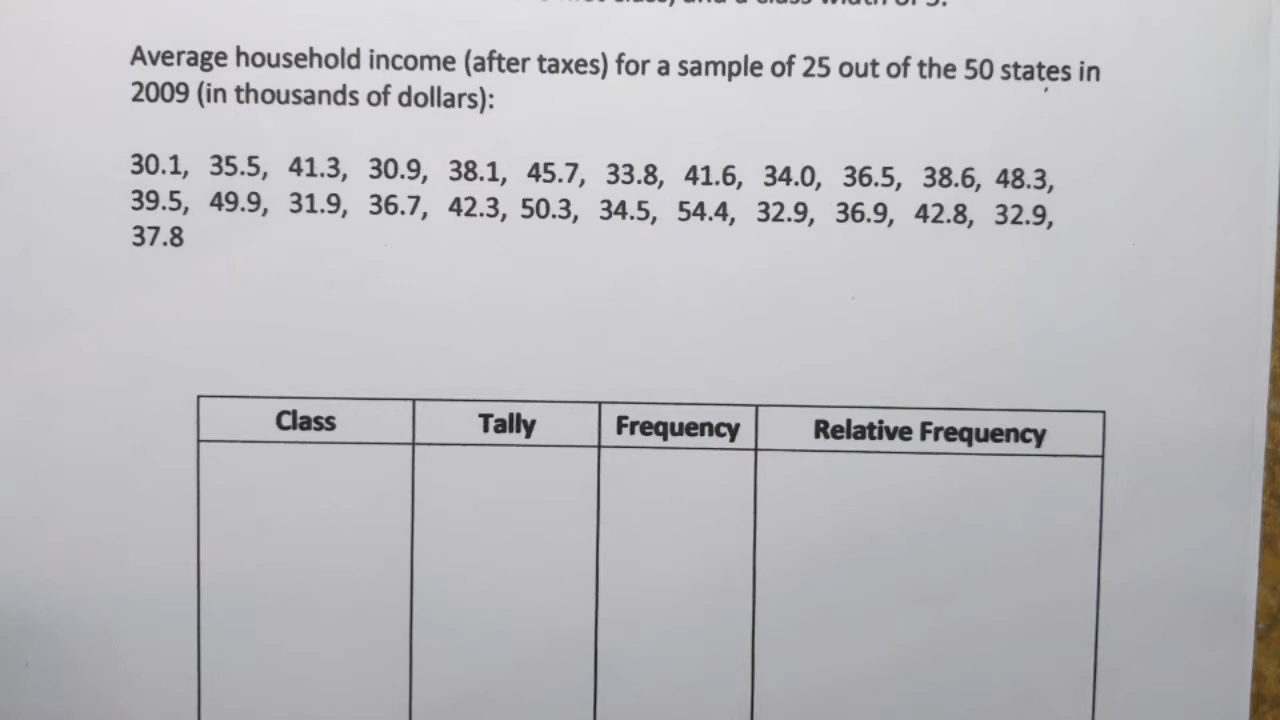 Average household income (after taxes) for a sample of 25 out of the 50 states in
2009 (in thousands of dollars):
30.1, 35.5, 41.3, 30.9, 38.1, 45.7, 33.8, 41.6, 34.0, 36.5, 38.6, 48.3,
39.5, 49.9, 31.9, 36.7, 42.3, 50.3, 34.5, 54.4, 32.9, 36.9, 42.8, 32.9,
37.8
Class Tally Frequency Relative Frequency